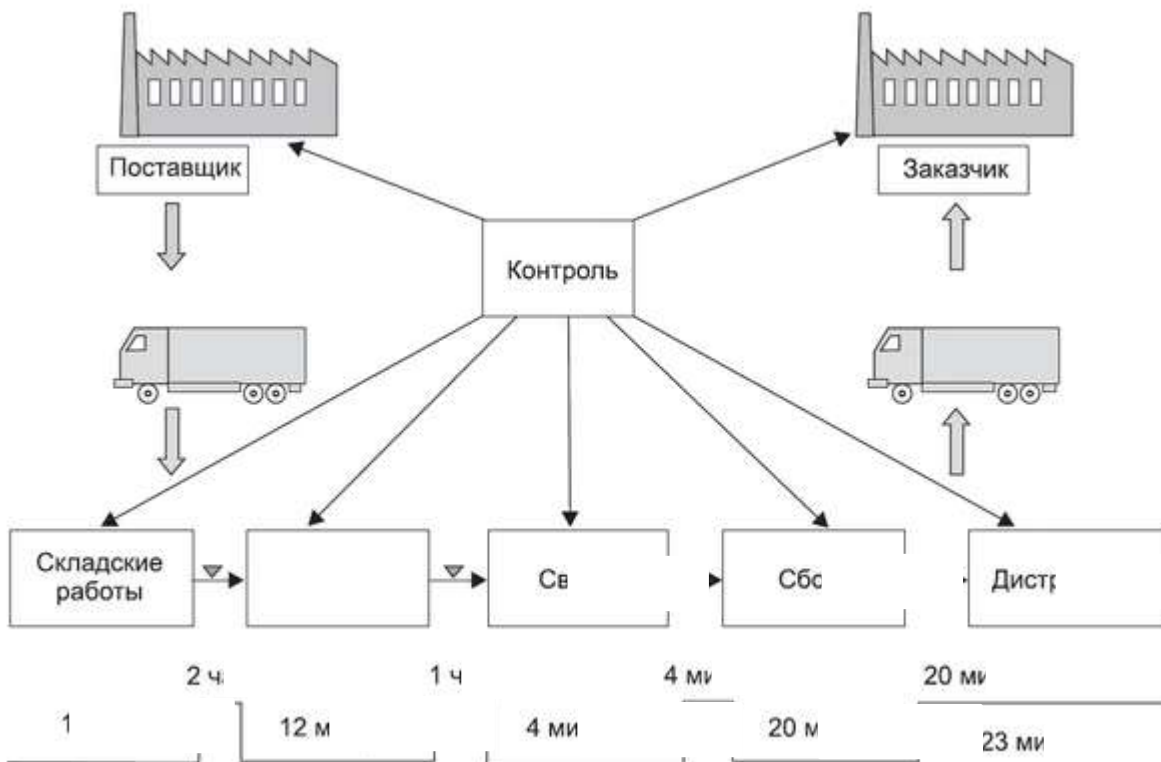 Поставщик
Заказчик
Контроль
Складские
работы
Св
Сбо
Дистр
2 ч
1 ч
4 ми
20 ми
1
12 м
4 ми
20 м
23 ми